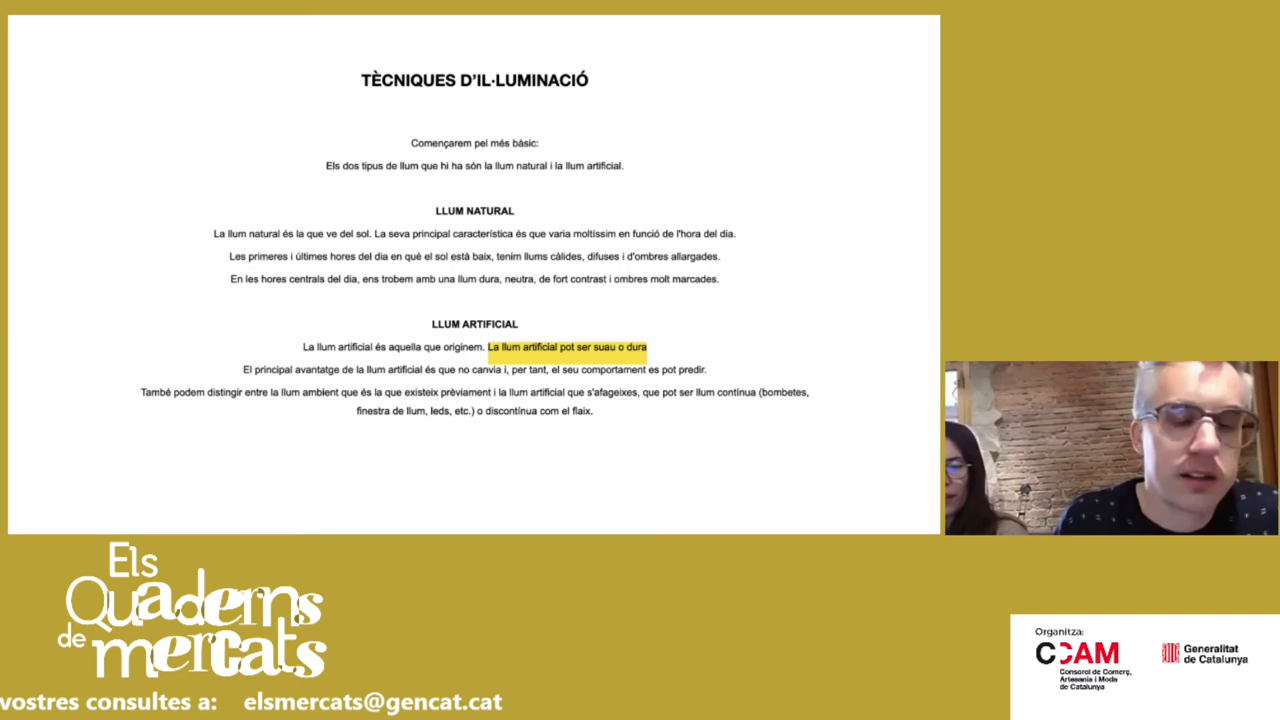 TÈCNIQUES D'IL·LUMINACIÓ
Començarem pel més bàsic:
Els dos tipus de llum que hi ha són la llum natural i la llum artificial.
LLUM NATURAL
La llum natural és la que ve del sol. La seva principal característica és que varia moltíssim en funció de l'hora del dia.
Les primeres i últimes hores del dia en què el sol està baix, tenim llums càlides, difuses i d'ombres allargades.
En les hores centrals del dia, ens trobem amb una llum dura, neutra, de fort contrast i ombres molt marcades.
LLUM ARTIFICIAL
La llum artificial és aquella que originem. La llum artificial pot ser suau o dura
El principal avantatge de la llum artificial és que no canvia i, per tant, el seu comportament es pot predir.
També podem distingir entre la llum ambient que és la que existeix prèviament i la llum artificial que s'afageixes, que pot ser llum contínua (bombetes,
finestra de llum, leds, etc.) o discontínua com el flaix.
Els
Quaderns
de mercats
vostres consultes a: elsmercats@gencat.cat
Organitza:
CCAM
Consorci de Comerç,
Artesania i Moda
de Catalunya
Generalitat
de Catalunya